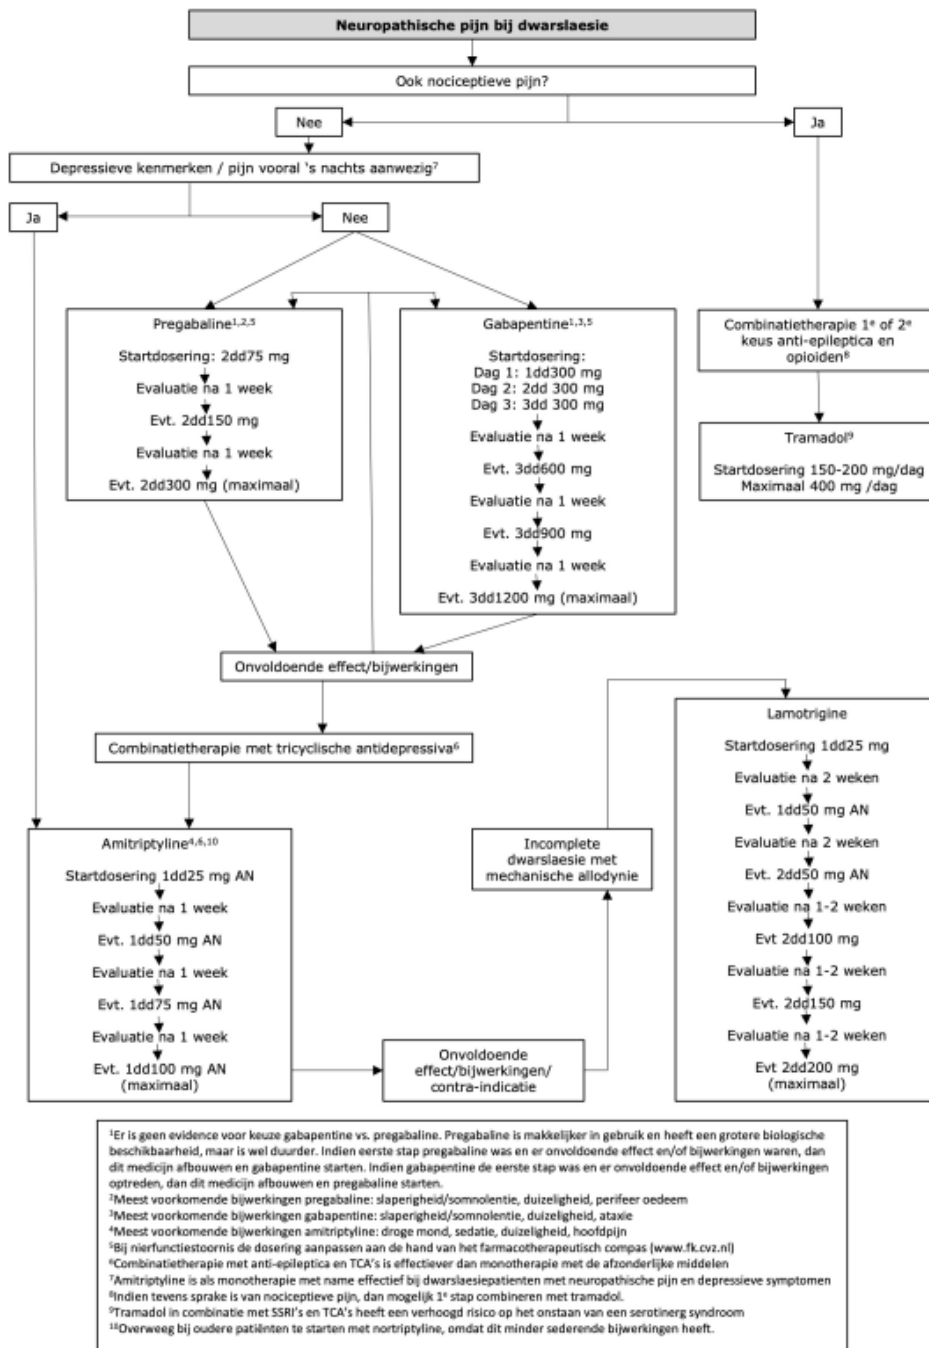 Neuropathische pijn bij dwarslaesie
Ook nociceptieve pijn?
Nee
Ja
Depressieve kenmerken / pijn vooral 's nachts aanwezig⁷
Ja
Nee
Pregabaline¹,²,⁵
Startdosering: 2dd75 mg
Evaluatie na 1 week
Evt. 2dd150 mg
Evaluatie na 1 week
Evt. 2dd300 mg (maximaal)
Gabapentine¹,³,⁵
Startdosering:
Dag 1: 1dd300 mg
Dag 2: 2dd 300 mg
Dag 3: 3dd 300 mg
Evaluatie na 1 week
Evt. 3dd600 mg
Evaluatie na 1 week
Evt. 3dd900 mg
Evaluatie na 1 week
Evt. 3dd1200 mg (maximaal)
Combinatietherapie 1ᵉ of 2ᵉ
keus anti-epileptica en
opioiden⁸
Tramadol⁹
Startdosering 150-200 mg/dag
Maximaal 400 mg /dag
Onvoldoende effect/bijwerkingen
Combinatietherapie met tricyclische antidepressiva⁶
Amitriptyline⁴,⁶,¹⁰
Startdosering 1dd25 mg AN
Evaluatie na 1 week
Evt. 1dd50 mg AN
Evaluatie na 1 week
Evt. 1dd75 mg AN
Evaluatie na 1 week
Evt. 1dd100 mg AN
(maximaal)
Onvoldoende
effect/bijwerkingen/
contra-indicatie
Incomplete
dwarslaesie met
mechanische allodynie
Lamotrigine
Startdosering 1dd25 mg
Evaluatie na 2 weken
Evt. 1dd50 mg AN
Evaluatie na 2 weken
Evt. 2dd50 mg AN
Evaluatie na 1-2 weken
Evt 2dd100 mg
Evaluatie na 1-2 weken
Evt. 2dd150 mg
Evaluatie na 1-2 weken
Evt 2dd200 mg
(maximaal)
¹Er is geen evidence voor keuze gabapentine vs. pregabaline. Pregabaline is makkelijker in gebruik en heeft een grotere biologische
beschikbaarheid, maar is wel duurder. Indien eerste stap pregabaline was en er onvoldoende effect en/of bijwerkingen waren, dan
dit medicijn afbouwen en gabapentine starten. Indien gabapentine de eerste stap was en er onvoldoende effect en/of bijwerkingen
optreden, dan dit medicijn afbouwen en pregabaline starten.
²Meest voorkomende bijwerkingen pregabaline: slaperigheid/somnolentie, duizeligheid, perifeer oedeem
³Meest voorkomende bijwerkingen gabapentine: slaperigheid/somnolentie, duizeligheid, ataxie
⁴Meest voorkomende bijwerkingen amitriptyline: droge mond, sedatie, duizeligheid, hoofdpijn
⁵Bij nierfunctiestoornis de dosering aanpassen aan de hand van het farmacotherapeutisch compas (www.fk.cvz.nl)
⁶Combinatietherapie met anti-epileptica en TCA's is effectiever dan monotherapie met de afzonderlijke middelen
⁷Amitriptyline is als monotherapie met name effectief bij dwarslaesiepatienten met neuropathische pijn en depressieve symptomen
⁸Indien tevens sprake is van nociceptieve pijn, dan mogelijk 1ᵉ stap combineren met tramadol.
⁹Tramadol in combinatie met SSRI's en TCA's heeft een verhoogd risico op het onstaan van een serotinerg syndroom
¹⁰Overweeg bij oudere patiënten te starten met nortriptyline, omdat dit minder sederende bijwerkingen heeft.